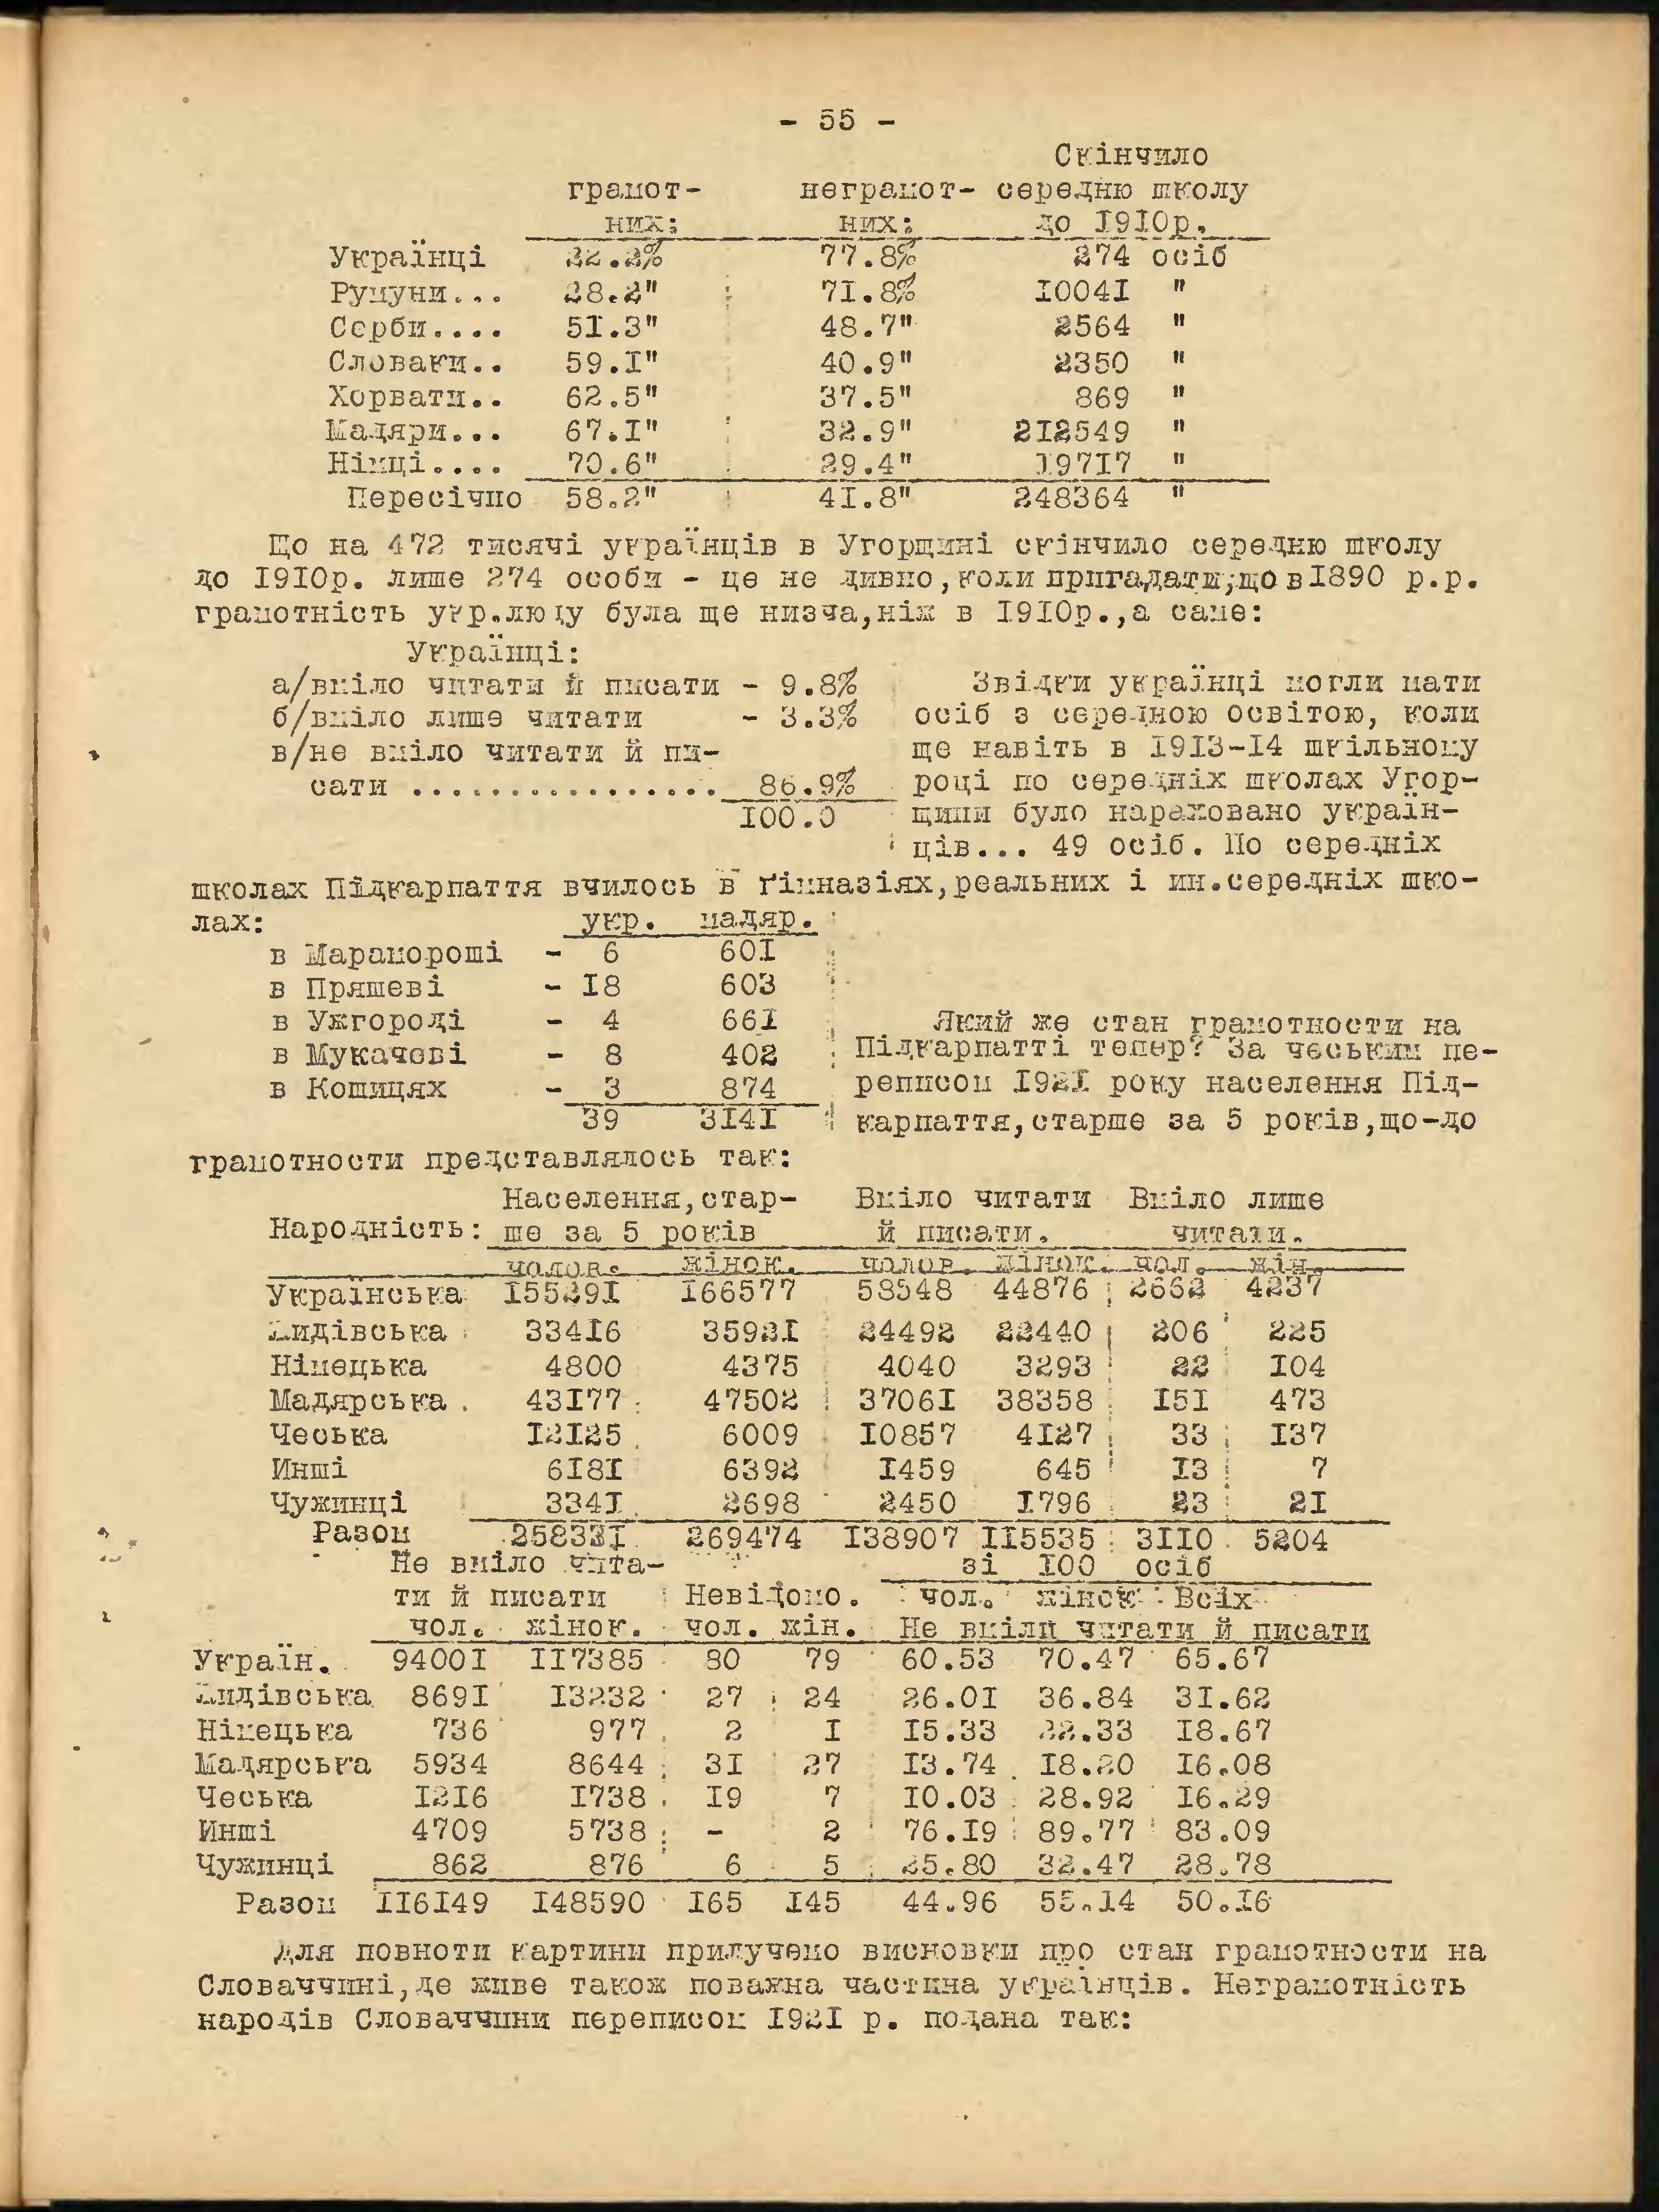 - 55 -
Скінчило
грамот- неграмот- середню школу
них: них: до 1910р.
Українці 22.2% 77.8% 274 осіб
Румуни... 28.2" 71.8% 10041 "
Серби.... 51.3" 48.7" 2564 "
Словаки.. 59.1" 40.9" 2350 "
Хорвати.. 62.5" 37.5" 869 "
Мадяри... 67.1" 32.9" 212549 "
Німці.... 70.6" 29.4" 19717 "
Пересічно 58.2" 41.8" 248364 "
Що на 472 тисячі українців в Угорщині скінчило середню школу
до 1910р. лише 274 особи - це не дивно,коли пригадати,що в 1890 р.р.
грамотність укр.люду була ще низча,ніж в 1910р.,а саме:
Українці:
а/вміло читати й писати - 9.8%
б/вміло лише читати - 3.3%
в/не вміло читати й пи-
сати ................ 86.9%
100.0
Звідки українці могли мати
осіб з середною освітою, коли
ще навіть в 1913-14 шкільному
році по середніх школах Угор-
щини було нараховано україн-
ців... 49 осіб. По середніх
школах Підкарпаття вчилось в ґімназіях,реальних і ин.середніх шко-
лах: укр. мадяр.
в Мараморощі - 6 601
в Пряшеві - 18 603
в Ужгороді - 4 661
в Мукачеві - 8 402
в Кошицях - 3 874
39 3141
Який же стан грамотности на
Підкарпатті тепер? За чеським пе-
реписом 1921 року населення Під-
карпаття,старше за 5 років,що-до
грамотности представлялось так:
Населення,стар- Вміло читати Вміло лише
Народність: ше за 5 років й писати. читати.
чолов. жінок. чолов. жінок. чол. жін.
Українська 155291 166577 58548 44876 2662 4237
Жидівська 33416 35921 24492 22440 206 225
Німецька 4800 4375 4040 3293 22 104
Мадярська . 43177 47502 37061 38358 151 473
Чеська 12125 6009 10857 4127 33 137
Инші 6181 6392 1459 645 13 7
Чужинці 3341 2698 2450 1796 23 21
Разом 258331 269474 138907 115535 3110 5204
Не вміло чита- зі 100 осіб
ти й писати Невідомо. чол. жінок Всіх
чол. жінок. чол. жін. Не вміли читати й писати
Україн. 94001 117385 80 79 60.53 70.47 65.67
Жидівська 8691 13232 27 24 26.01 36.84 31.62
Німецька 736 977 2 1 15.33 22.33 18.67
Мадярська 5934 8644 31 27 13.74 18.20 16.08
Чеська 1216 1738 19 7 10.03 28.92 16.29
Инші 4709 5738 - 2 76.19 89.77 83.09
Чужинці 862 876 6 5 25.80 32.47 28.78
Разом 116149 148590 165 145 44.96 55.14 50.16
Для повноти картини прилучемо висновки про стан грамотности на
Словаччині,де живе також поважна частина українців. Неграмотність
народів Словаччини переписом 1921 р. подана так: